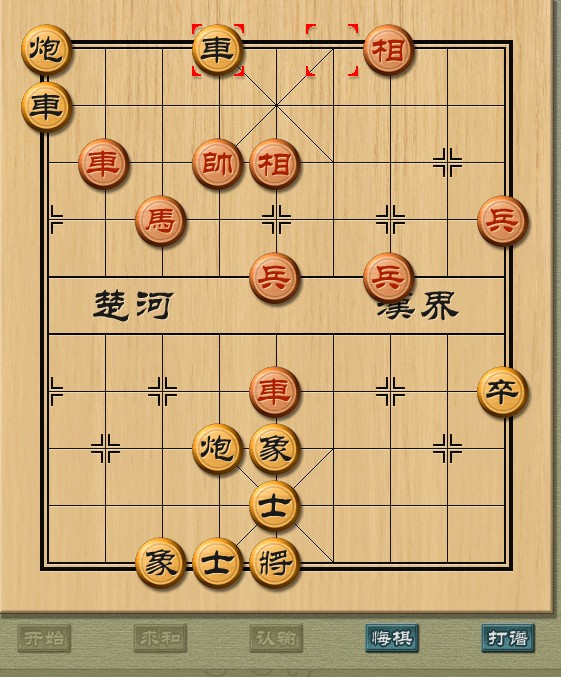 炮 車 相
車
車 帥 相
馬 兵
兵 兵
楚河 漢界
車 卒
炮 象
士
象 士 将
开始 求和 认输 悔棋 打谱